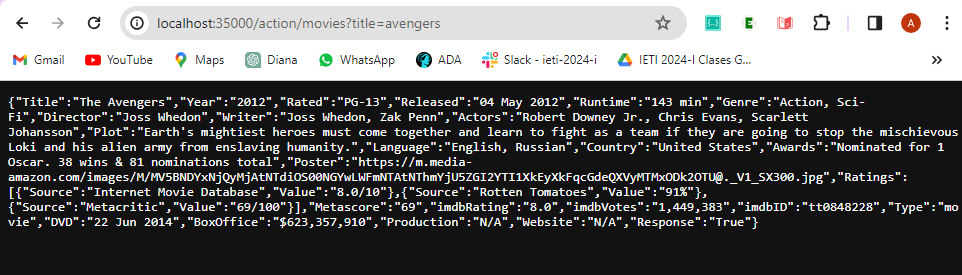 localhost:35000/action/movies?title=avengers
A
Gmail YouTube Maps Diana WhatsApp ADA Slack - ieti-2024-i IETI 2024-I Clases G...
{"Title":"The Avengers","Year":"2012","Rated":"PG-13","Released":"04 May 2012","Runtime":"143 min","Genre":"Action, Sci-
Fi","Director":"Joss Whedon","Writer":"Joss Whedon, Zak Penn","Actors":"Robert Downey Jr., Chris Evans, Scarlett
Johansson","Plot":"Earth's mightiest heroes must come together and learn to fight as a team if they are going to stop the mischievous
Loki and his alien army from enslaving humanity.","Language":"English, Russian","Country":"United States","Awards":"Nominated for 1
Oscar. 38 wins & 81 nominations total","Poster":"https://m.media-
amazon.com/images/M/MV5BNDYxNjQyMjAtNTdiOS00NGYwLWFmNTAtNThmYjU5ZGI2YTI1XkEyXkFqcGdeQXVyMTMxODk2OTU@._V1_SX300.jpg","Ratings":
[{"Source":"Internet Movie Database","Value":"8.0/10"},{"Source":"Rotten Tomatoes","Value":"91%"},
{"Source":"Metacritic","Value":"69/100"}],"Metascore":"69","imdbRating":"8.0","imdbVotes":"1,449,383","imdbID":"tt0848228","Type":"mo
vie","DVD":"22 Jun 2014","BoxOffice":"$623,357,910","Production":"N/A","Website":"N/A","Response":"True"}